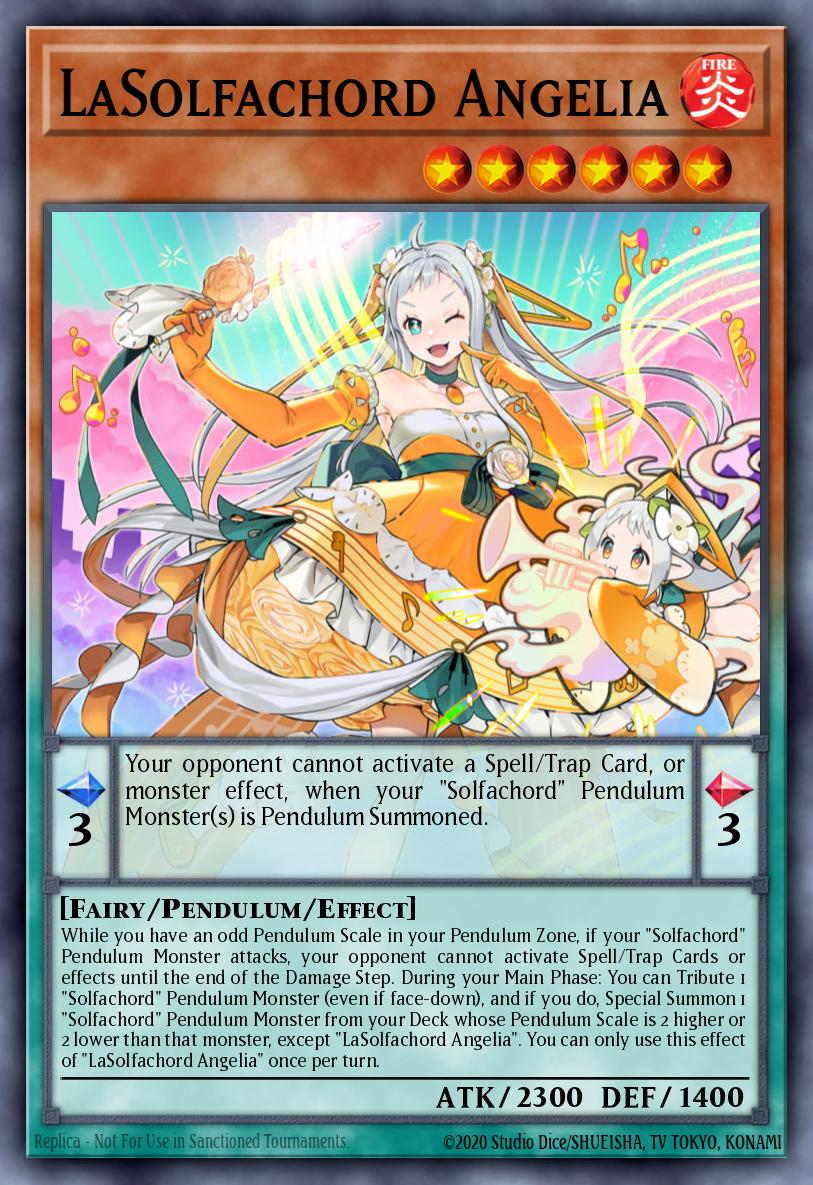 LaSolfachord Angelia
FIRE
炎
Your opponent cannot activate a Spell/Trap Card, or
monster effect, when your "Solfachord" Pendulum
Monster(s) is Pendulum Summoned.
3
3
[Fairy/Pendulum/Effect]
While you have an odd Pendulum Scale in your Pendulum Zone, if your "Solfachord"
Pendulum Monster attacks, your opponent cannot activate Spell/Trap Cards or
effects until the end of the Damage Step. During your Main Phase: You can Tribute 1
"Solfachord" Pendulum Monster (even if face-down), and if you do, Special Summon 1
"Solfachord" Pendulum Monster from your Deck whose Pendulum Scale is 2 higher or
2 lower than that monster, except "LaSolfachord Angelia". You can only use this effect
of "LaSolfachord Angelia" once per turn.
ATK/2300 DEF/1400
Replica - Not For Use in Sanctioned Tournaments.
©2020 Studio Dice/SHUEISHA, TV TOKYO, KONAMI